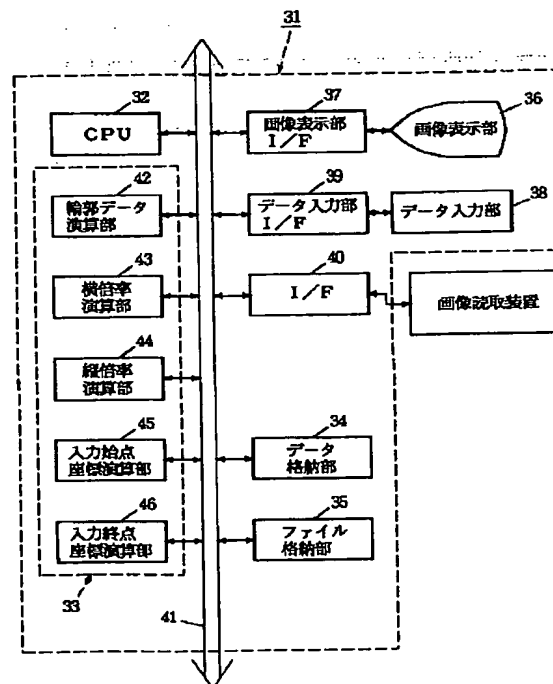 31
32
CPU
37
画像表示部
I/F
36
画像表示部
42
輪郭データ
演算部
39
データ入力部
I/F
38
データ入力部
43
横倍率
演算部
40
I/F
画像読取装置
44
縦倍率
演算部
45
入力始点
座標演算部
34
データ
格納部
46
入力終点
座標演算部
35
ファイル
格納部
33
41